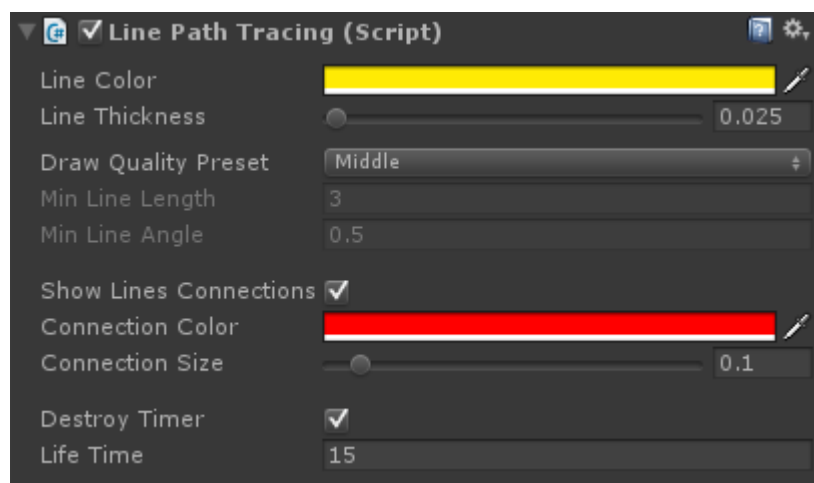 Line Path Tracing (Script)
Line Color
Line Thickness 0.025
Draw Quality Preset Middle
Min Line Length 3
Min Line Angle 0.5
Show Lines Connections
Connection Color
Connection Size 0.1
Destroy Timer
Life Time 15